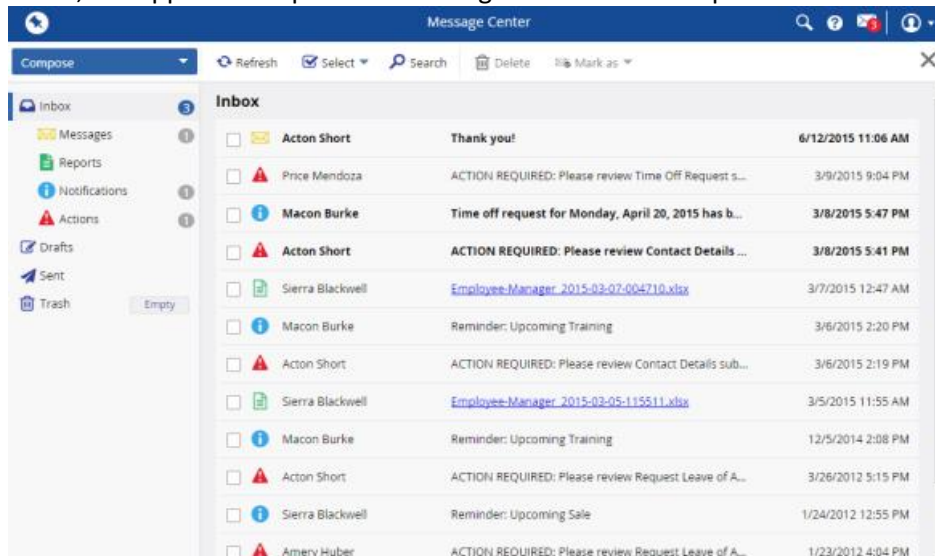 Message Center
Compose
Refresh Select Search Delete Mark as
Inbox 3
Messages 1
Reports
Notifications 1
Actions 1
Drafts
Sent
Trash Empty
Inbox
Acton Short Thank you! 6/12/2015 11:06 AM
Price Mendoza ACTION REQUIRED: Please review Time Off Request s... 3/9/2015 9:04 PM
Macon Burke Time off request for Monday, April 20, 2015 has b... 3/8/2015 5:47 PM
Acton Short ACTION REQUIRED: Please review Contact Details ... 3/8/2015 5:41 PM
Sierra Blackwell Employee-Manager_2015-03-07-004710.xlsx 3/7/2015 12:47 AM
Macon Burke Reminder: Upcoming Training 3/6/2015 2:20 PM
Acton Short ACTION REQUIRED: Please review Contact Details sub... 3/6/2015 2:19 PM
Sierra Blackwell Employee-Manager_2015-03-05-115511.xlsx 3/5/2015 11:55 AM
Macon Burke Reminder: Upcoming Training 12/5/2014 2:08 PM
Acton Short ACTION REQUIRED: Please review Request Leave of A... 3/26/2012 5:15 PM
Sierra Blackwell Reminder: Upcoming Sale 1/24/2012 12:55 PM
Amery Huber ACTION REQUIRED: Please review Request Leave of A... 1/23/2012 4:04 PM